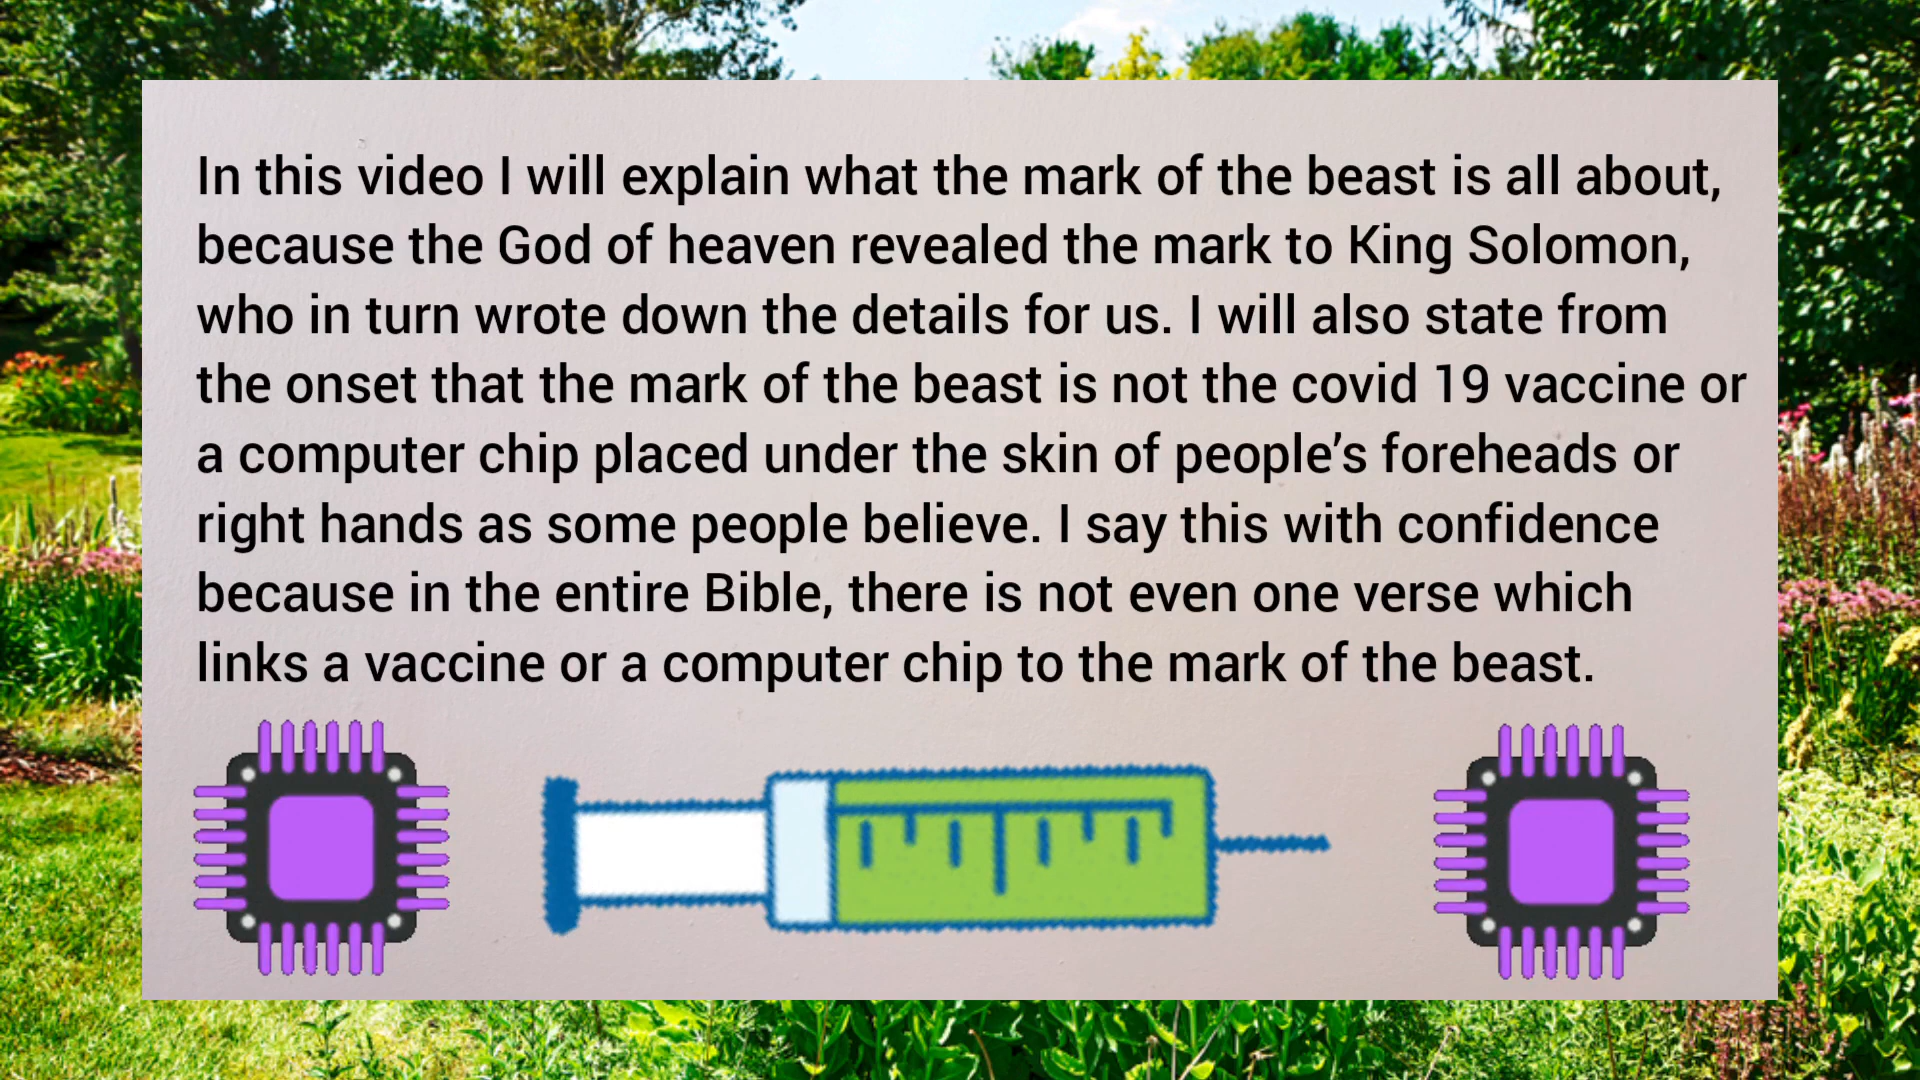 In this video I will explain what the mark of the beast is all about,
because the God of heaven revealed the mark to King Solomon,
who in turn wrote down the details for us. I will also state from
the onset that the mark of the beast is not the covid 19 vaccine or
a computer chip placed under the skin of people’s foreheads or
right hands as some people believe. I say this with confidence
because in the entire Bible, there is not even one verse which
links a vaccine or a computer chip to the mark of the beast.